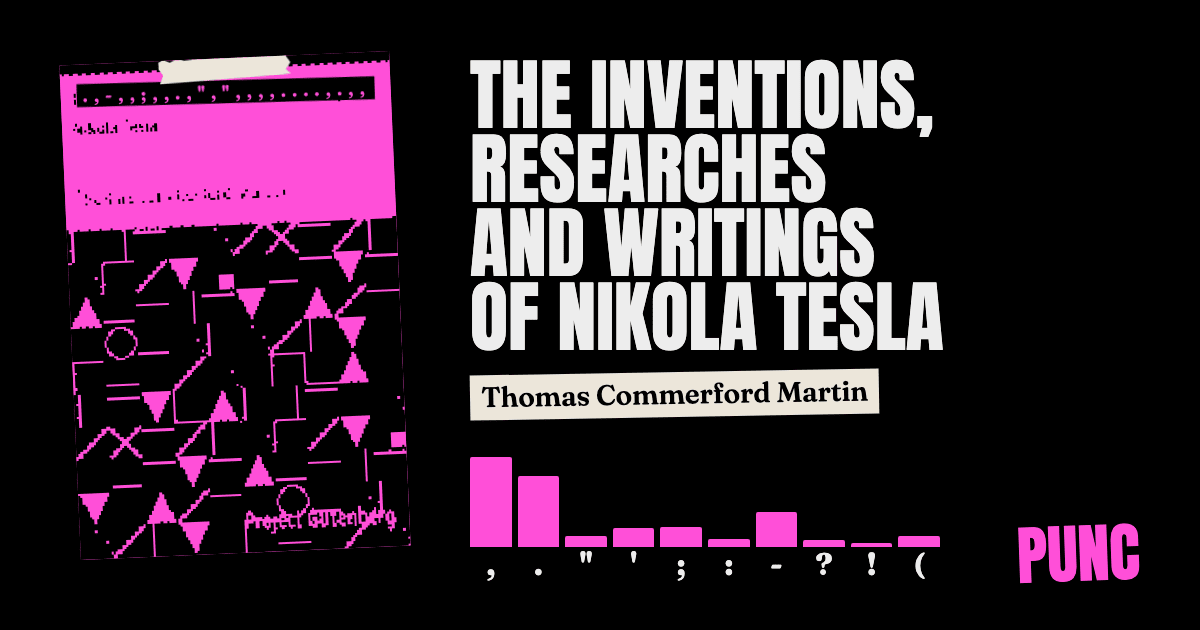 .,-,,;,,.,",",,,,....,.,,
THE INVENTIONS,
RESEARCHES
AND WRITINGS
OF NIKOLA TESLA
Thomas Commerford Martin
, . " ' ; : - ? ! (
Project Gutenberg
PUNC